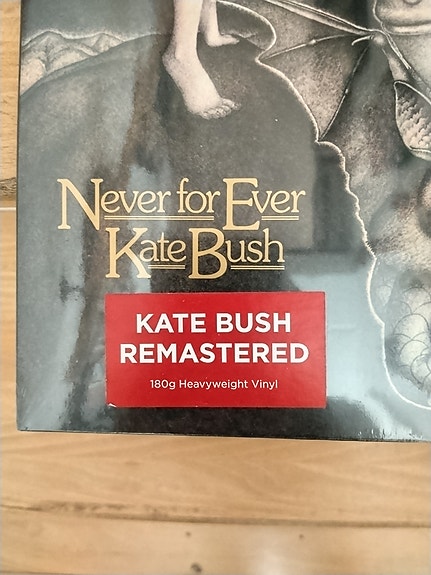 Never for Ever
Kate Bush
KATE BUSH
REMASTERED
180g Heavyweight Vinyl